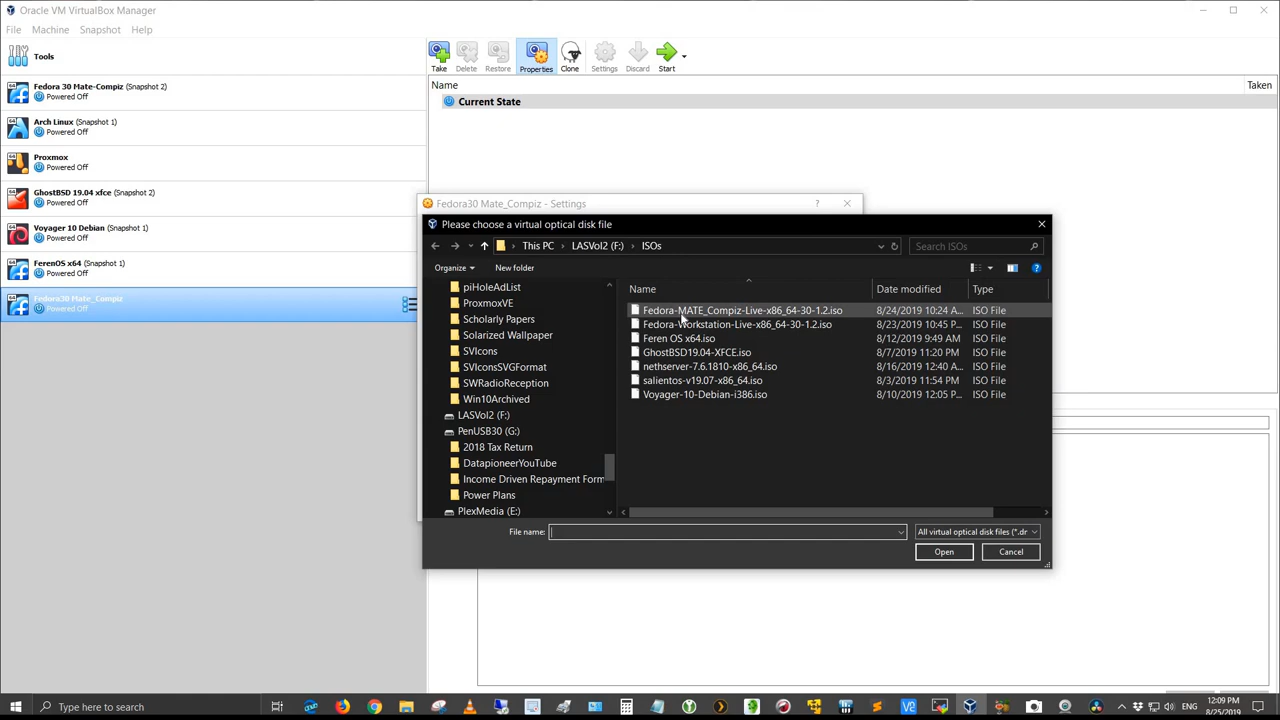 Oracle VM VirtualBox Manager
File Machine Snapshot Help
Tools
Fedora 30 Mate-Compiz (Snapshot 2)
Powered Off
Arch Linux (Snapshot 1)
Powered Off
Proxmox
Powered Off
GhostBSD 19.04 xfce (Snapshot 2)
Powered Off
Voyager 10 Debian (Snapshot 1)
Powered Off
FerenOS x64 (Snapshot 1)
Powered Off
Fedora30 Mate_Compiz
Powered Off
Take Delete Restore Properties Clone Settings Discard Start
Name Taken
Current State
Fedora30 Mate_Compiz - Settings
Please choose a virtual optical disk file
This PC > LASVol2 (F:) > ISOs
Search ISOs
Organize New folder
piHoleAdList
ProxmoxVE
Scholarly Papers
Solarized Wallpaper
SVIcons
SVIconsSVGFormat
SWRadioReception
Win10Archived
LASVol2 (F:)
PenUSB30 (G:)
2018 Tax Return
DatapioneerYouTube
Income Driven Repayment Form
Power Plans
PlexMedia (E:)
Name Date modified Type
Fedora-MATE_Compiz-Live-x86_64-30-1.2.iso 8/24/2019 10:24 A... ISO File
Fedora-Workstation-Live-x86_64-30-1.2.iso 8/23/2019 10:45 P... ISO File
Feren OS x64.iso 8/12/2019 9:49 AM ISO File
GhostBSD19.04-XFCE.iso 8/7/2019 11:20 PM ISO File
nethserver-7.6.1810-x86_64.iso 8/16/2019 12:40 A... ISO File
salientos-v19.07-x86_64.iso 8/3/2019 11:54 PM ISO File
Voyager-10-Debian-i386.iso 8/10/2019 12:05 P... ISO File
File name:
All virtual optical disk files (*.dr
Open Cancel
Type here to search
12:09 PM
8/25/2019